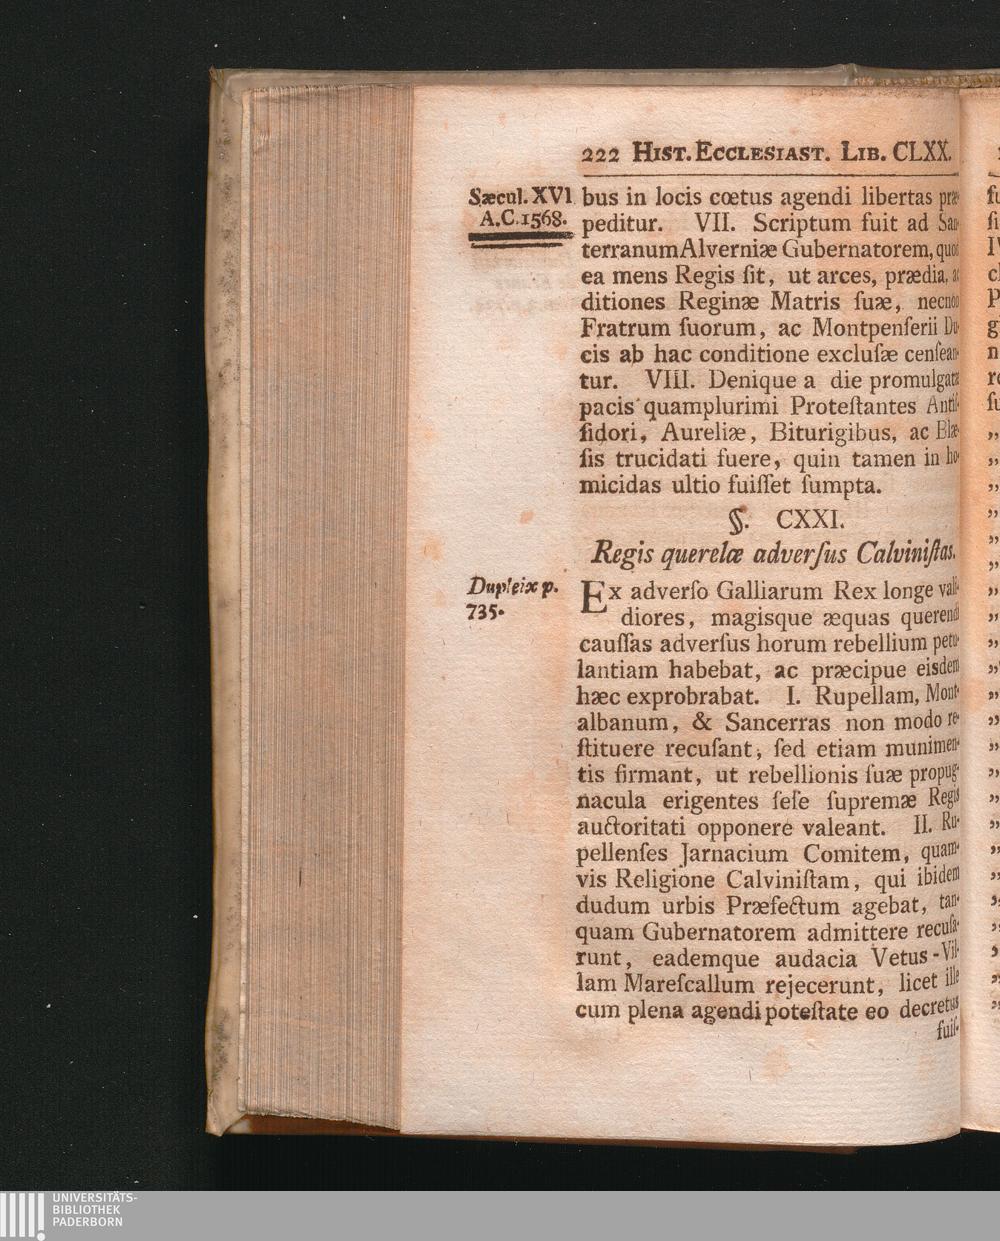 222 HIST. ECCLESIAST. LIB. CLXX.
Sæcul. XVI
A.C. 1568.
bus in locis cœtus agendi libertas præ-
peditur. VII. Scriptum fuit ad San-
terranum Alverniæ Gubernatorem, quod
ea mens Regis ſit, ut arces, prædia, ac
ditiones Reginæ Matris ſuæ, necnon
Fratrum ſuorum, ac Montpenſerii Du-
cis ab hac conditione excluſæ cenſean-
tur. VIII. Denique a die promulgatæ
pacis quamplurimi Proteſtantes Antiſ-
ſidori, Aureliæ, Biturigibus, ac Blæ-
ſis trucidati fuere, quin tamen in ho-
micidas ultio fuiſſet ſumpta.
§. CXXI.
Regis querelæ adverſus Calviniſtas.
Dupleix p.
735.
Ex adverſo Galliarum Rex longe vali-
diores, magisque æquas querendi
cauſſas adverſus horum rebellium petu-
lantiam habebat, ac præcipue eisdem
hæc exprobrabat. I. Rupellam, Mont-
albanum, & Sancerras non modo re-
ſtituere recuſant, ſed etiam munimen-
tis firmant, ut rebellionis ſuæ propug-
nacula erigentes ſeſe ſupremæ Regis
auctoritati opponere valeant. II. Ru-
pellenſes Jarnacium Comitem, quam-
vis Religione Calviniſtam, qui ibidem
dudum urbis Præfectum agebat, tan-
quam Gubernatorem admittere recuſa-
runt, eademque audacia Vetus-Vil-
lam Mareſcallum rejecerunt, licet ille
cum plena agendi poteſtate eo decretus
fuiſ-
UNIVERSITÄTS-
BIBLIOTHEK
PADERBORN